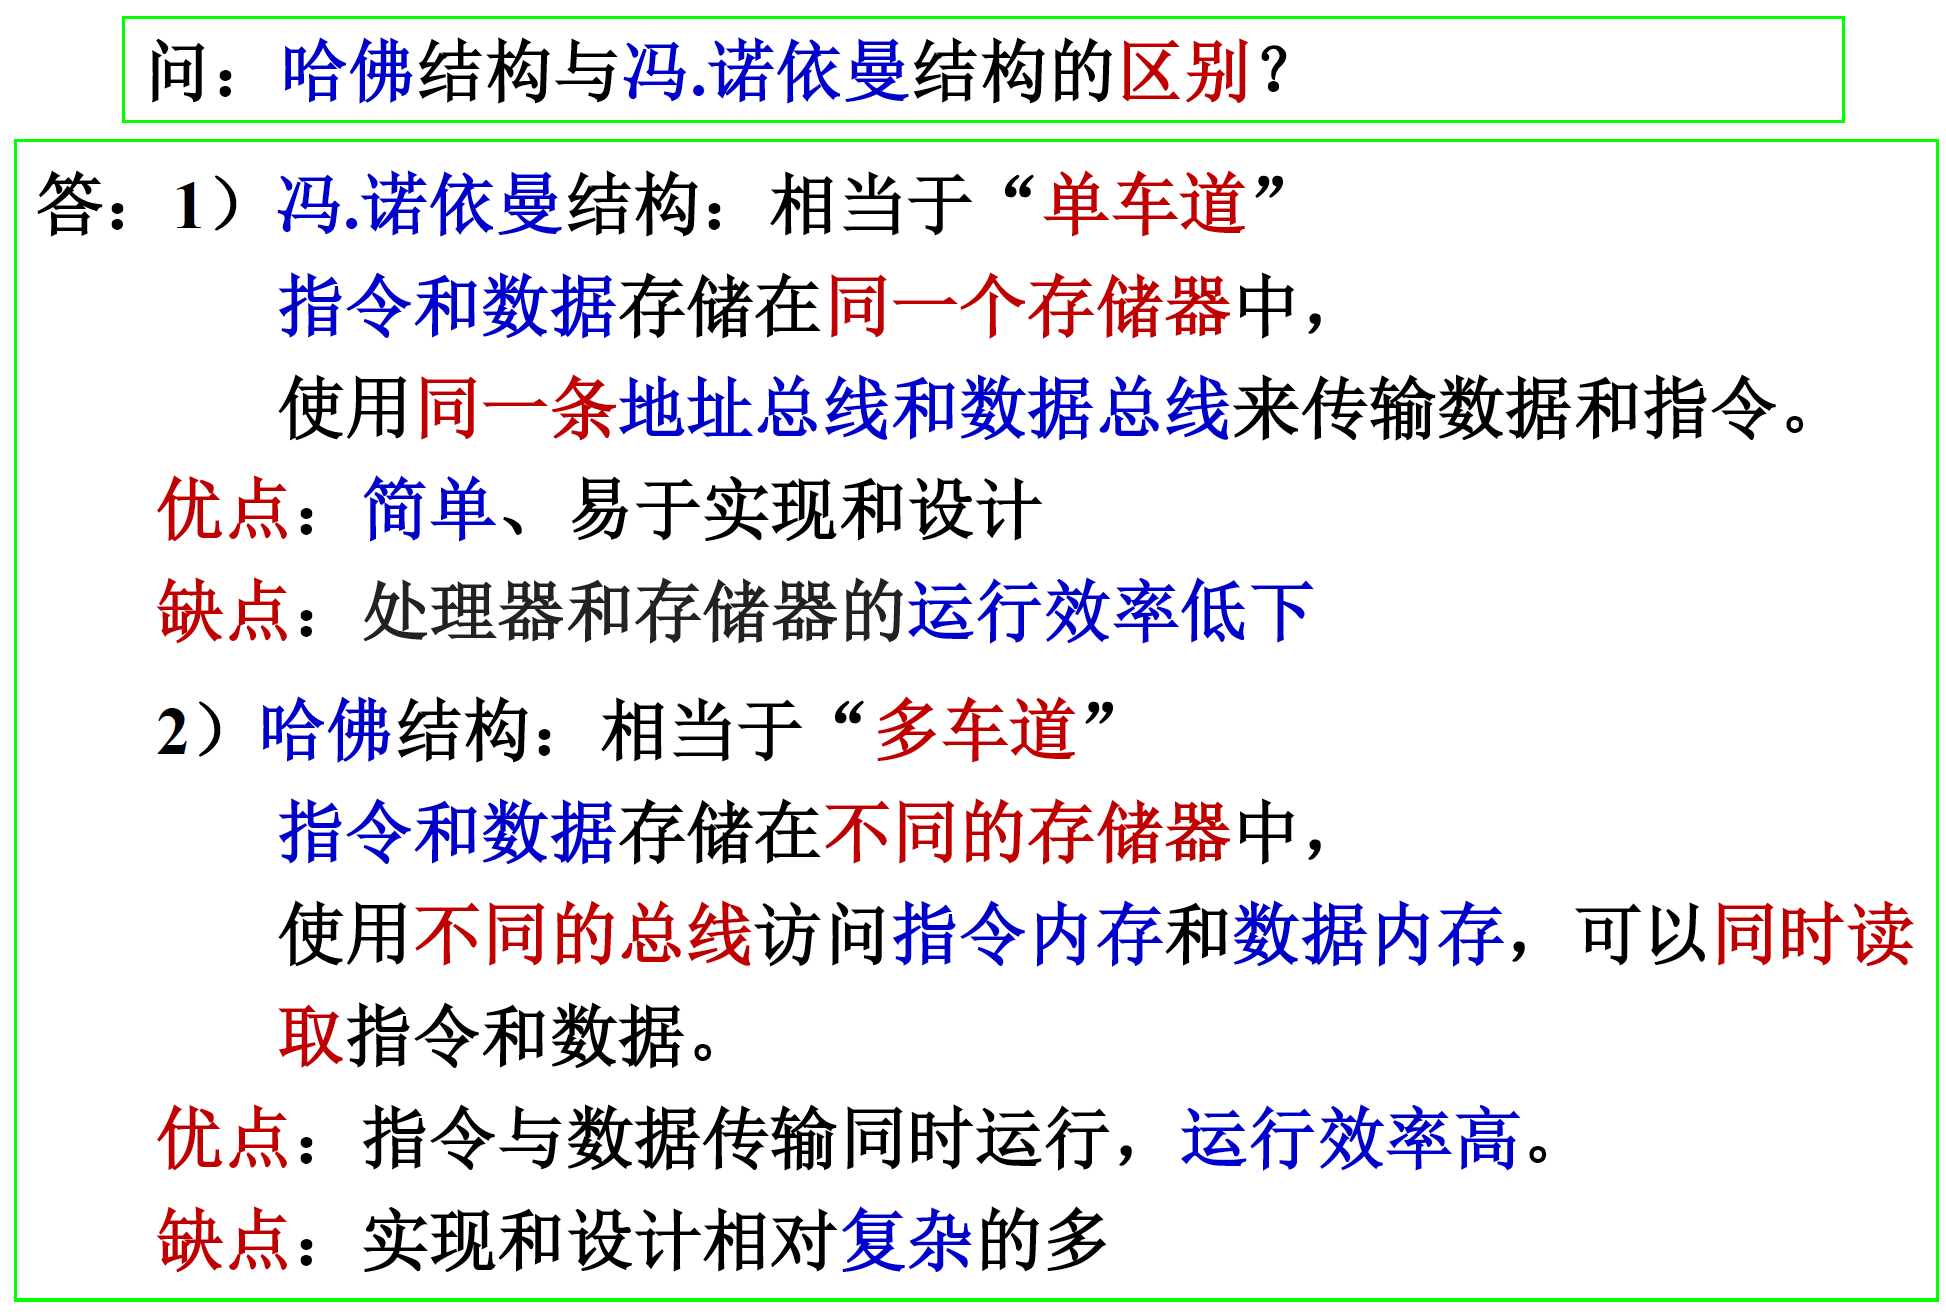 问：哈佛结构与冯.诺依曼结构的区别？
答：1）冯.诺依曼结构：相当于“单车道”
指令和数据存储在同一个存储器中，
使用同一条地址总线和数据总线来传输数据和指令。
优点：简单、易于实现和设计
缺点：处理器和存储器的运行效率低下
2）哈佛结构：相当于“多车道”
指令和数据存储在不同的存储器中，
使用不同的总线访问指令内存和数据内存，可以同时读
取指令和数据。
优点：指令与数据传输同时运行，运行效率高。
缺点：实现和设计相对复杂的多